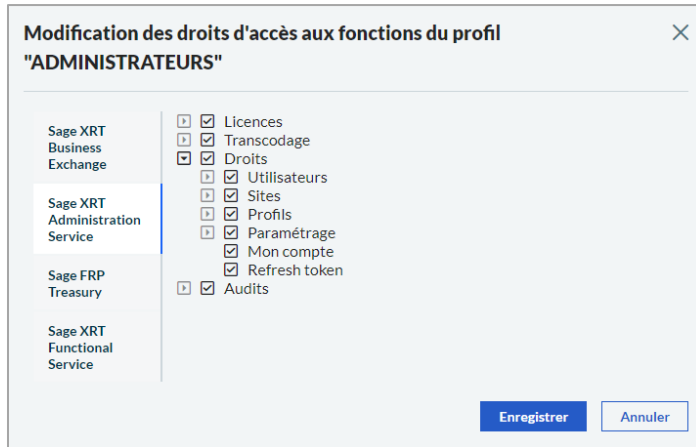 Modification des droits d'accès aux fonctions du profil
"ADMINISTRATEURS"
Sage XRT
Business
Exchange
Sage XRT
Administration
Service
Sage FRP
Treasury
Sage XRT
Functional
Service
Licences
Transcodage
Droits
Utilisateurs
Sites
Profils
Paramétrage
Mon compte
Refresh token
Audits
Enregistrer
Annuler